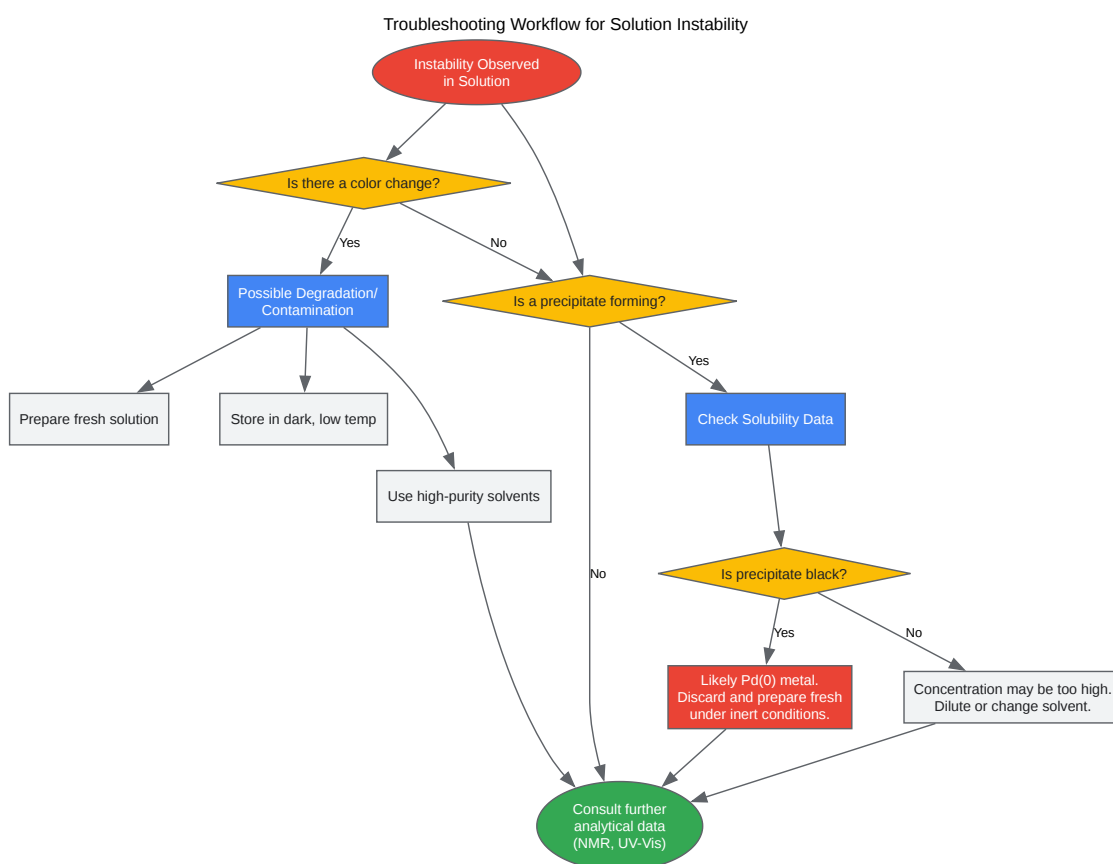 Troubleshooting Workflow for Solution Instability
Instability Observed
in Solution
Is there a color change?
Yes
No
Possible Degradation/
Contamination
Is a precipitate forming?
Yes
Prepare fresh solution
Store in dark, low temp
Check Solubility Data
Use high-purity solvents
No
Is precipitate black?
Yes
No
Likely Pd(0) metal.
Discard and prepare fresh
under inert conditions.
Concentration may be too high.
Dilute or change solvent.
Consult further
analytical data
(NMR, UV-Vis)